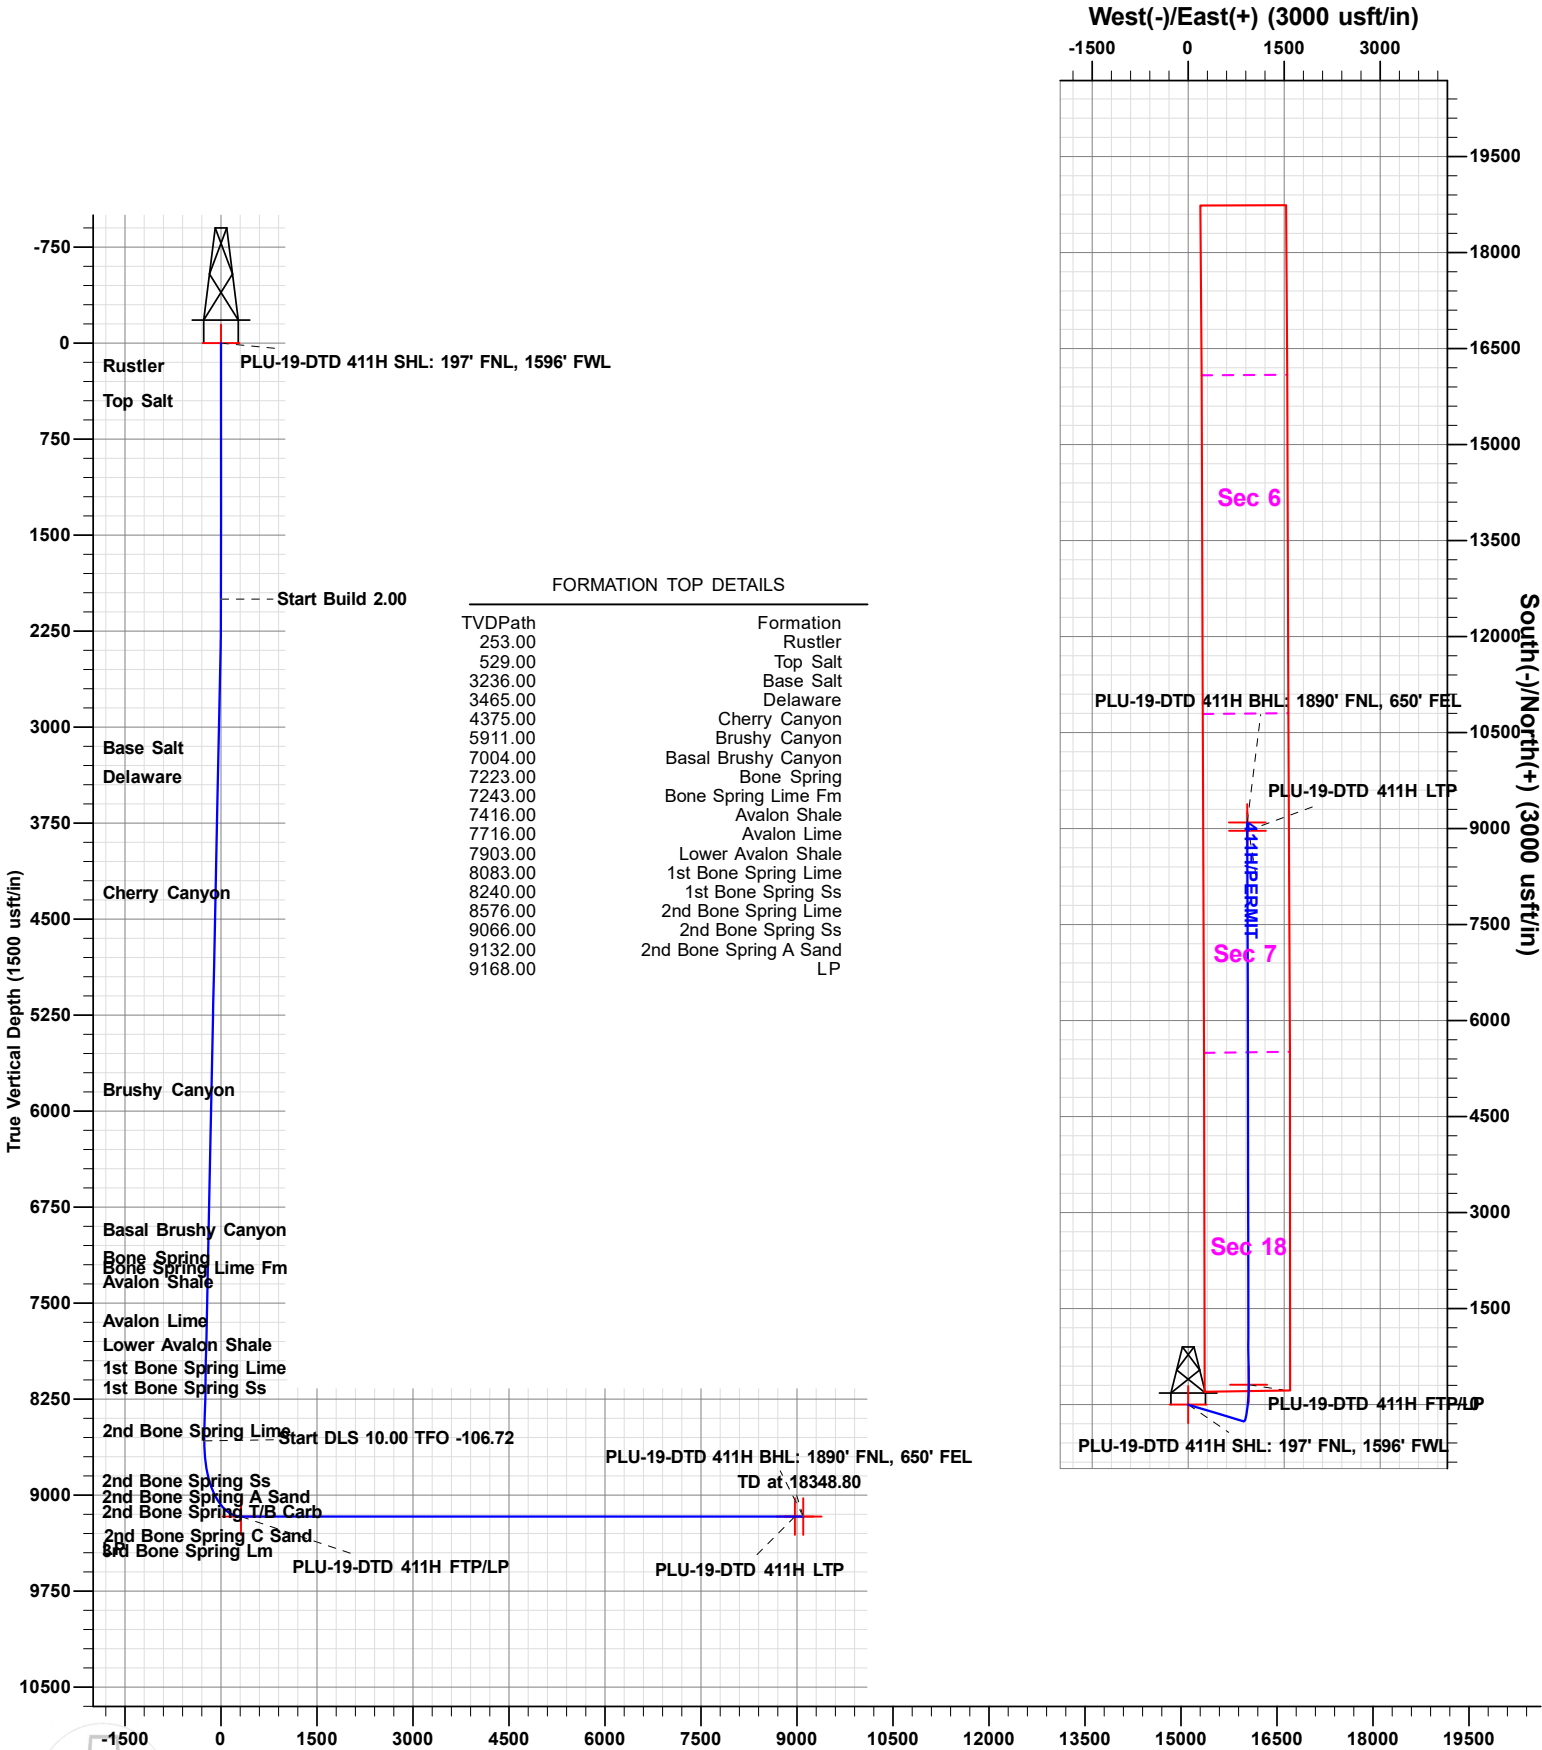 West(-)/East(+) (3000 usft/in)
-1500 0 1500 3000
19500
18000
16500
15000
13500
12000
10500
9000
7500
6000
4500
3000
1500
0
South(-)/North(+) (3000 usft/in)
Sec 6
PLU-19-DTD 411H BHL: 1890' FNL, 650' FEL
PLU-19-DTD 411H LTP
411H/PERMIT
Sec 7
Sec 18
PLU-19-DTD 411H FTP/LP
PLU-19-DTD 411H SHL: 197' FNL, 1596' FWL
True Vertical Depth (1500 usft/in)
-750
0
750
1500
2250
3000
3750
4500
5250
6000
6750
7500
8250
9000
9750
10500
PLU-19-DTD 411H SHL: 197' FNL, 1596' FWL
Rustler
Top Salt
Start Build 2.00
Base Salt
Delaware
Cherry Canyon
Brushy Canyon
Basal Brushy Canyon
Bone Spring
Bone Spring Lime Fm
Avalon Shale
Avalon Lime
Lower Avalon Shale
1st Bone Spring Lime
1st Bone Spring Ss
2nd Bone Spring Lime
Start DLS 10.00 TFO -106.72
PLU-19-DTD 411H BHL: 1890' FNL, 650' FEL
2nd Bone Spring Ss
TD at 18348.80
2nd Bone Spring A Sand
2nd Bone Spring T/B Carb
2nd Bone Spring C Sand
LP
3rd Bone Spring Lm
PLU-19-DTD 411H FTP/LP
PLU-19-DTD 411H LTP
FORMATION TOP DETAILS
TVDPath Formation
253.00 Rustler
529.00 Top Salt
3236.00 Base Salt
3465.00 Delaware
4375.00 Cherry Canyon
5911.00 Brushy Canyon
7004.00 Basal Brushy Canyon
7223.00 Bone Spring
7243.00 Bone Spring Lime Fm
7416.00 Avalon Shale
7716.00 Avalon Lime
7903.00 Lower Avalon Shale
8083.00 1st Bone Spring Lime
8240.00 1st Bone Spring Ss
8576.00 2nd Bone Spring Lime
9066.00 2nd Bone Spring Ss
9132.00 2nd Bone Spring A Sand
9168.00 LP
-1500 0 1500 3000 4500 6000 7500 9000 10500 12000 13500 15000 16500 18000 19500